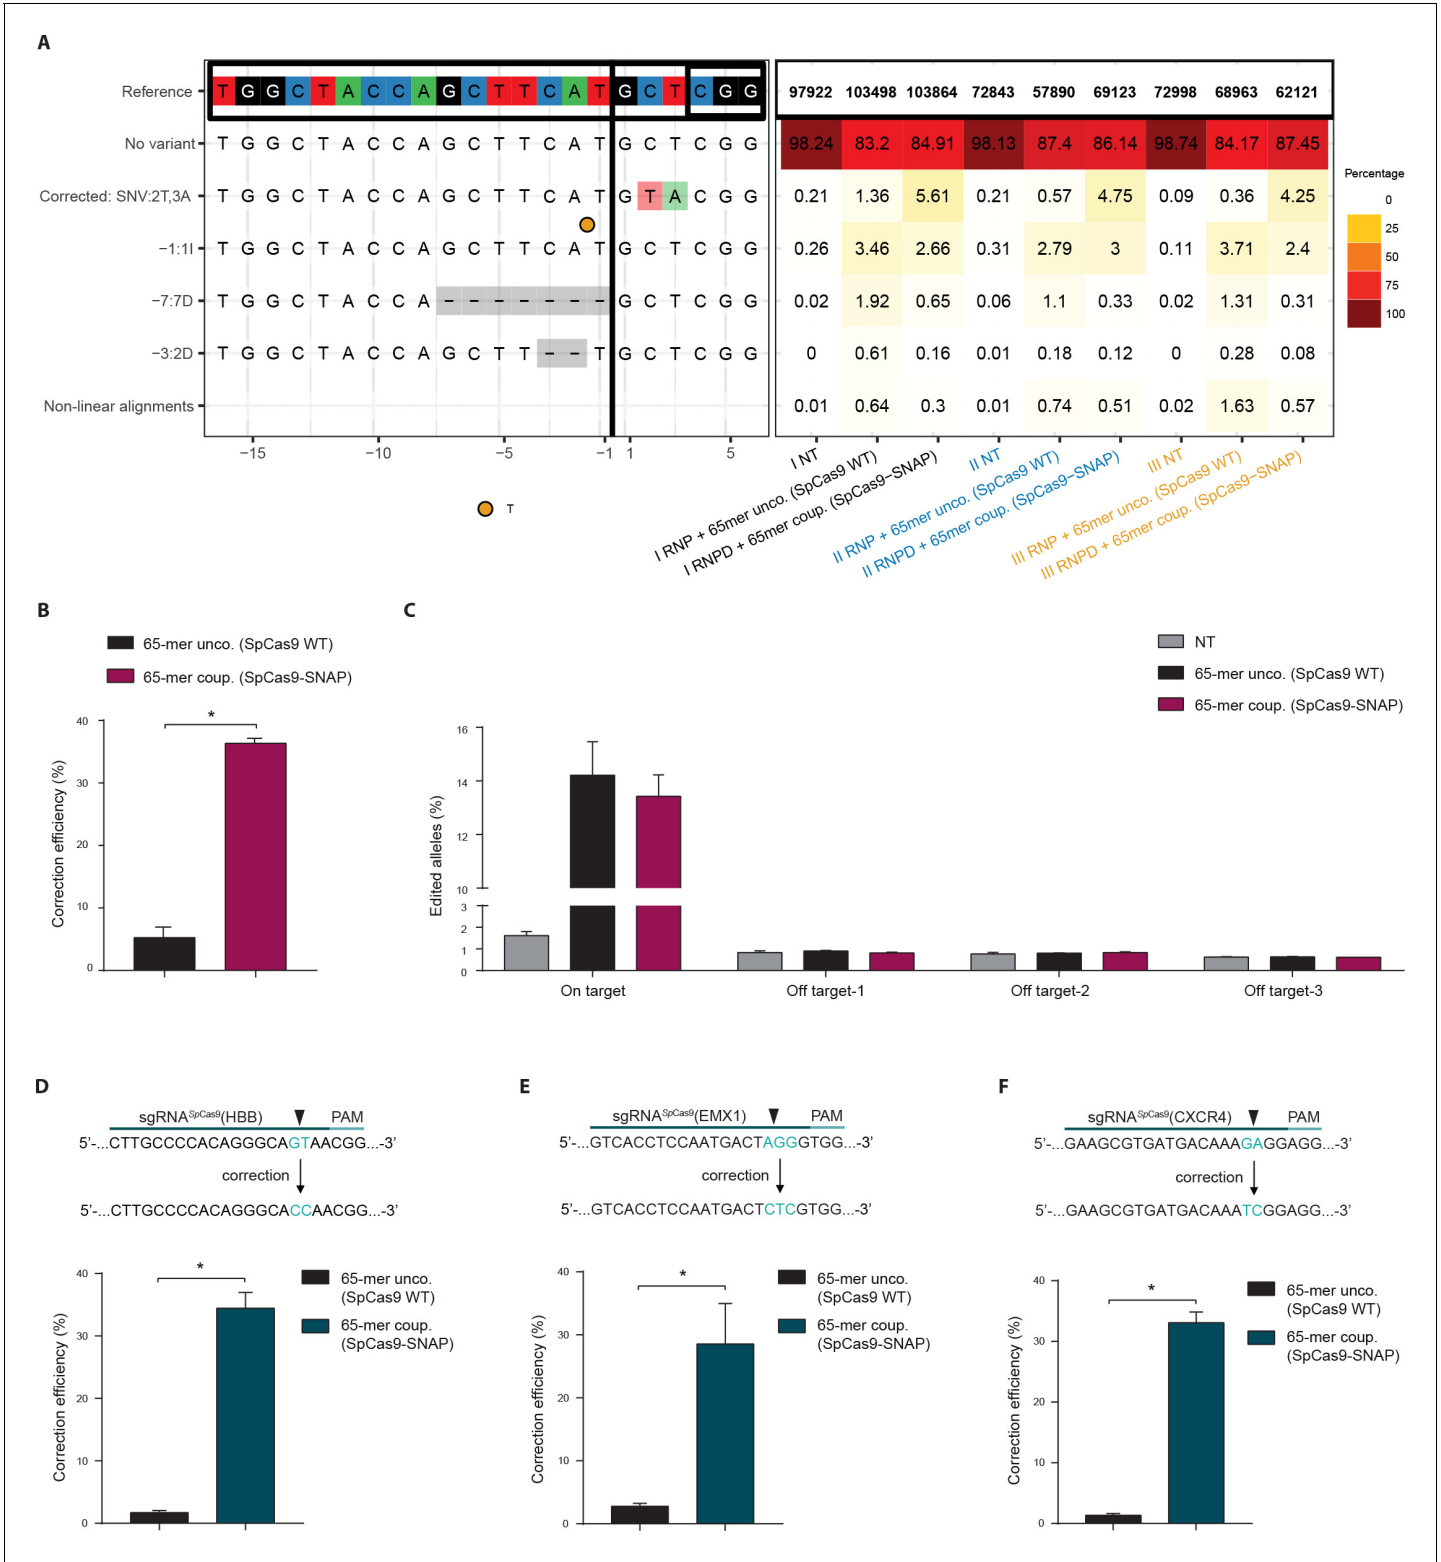 A
Reference T G G C T A C C A G C T T C A T G C T C G G 97922 103498 103864 72843 57890 69123 72998 68963 62121
No variant T G G C T A C C A G C T T C A T G C T C G G 98.24 83.2 84.91 98.13 87.4 86.14 98.74 84.17 87.45
Corrected: SNV:2T,3A T G G C T A C C A G C T T C A T G T A C G G 0.21 1.36 5.61 0.21 0.57 4.75 0.09 0.36 4.25
−1:1I T G G C T A C C A G C T T C A T G C T C G G 0.26 3.46 2.66 0.31 2.79 3 0.11 3.71 2.4
−7:7D T G G C T A C C A - - - - - - - G C T C G G 0.02 1.92 0.65 0.06 1.1 0.33 0.02 1.31 0.31
−3:2D T G G C T A C C A G C T T - - T G C T C G G 0 0.61 0.16 0.01 0.18 0.12 0 0.28 0.08
Non-linear alignments 0.01 0.64 0.3 0.01 0.74 0.51 0.02 1.63 0.57
−15 −10 −5 −1 1 5
T
I NT
I RNP + 65mer unco. (SpCas9 WT)
I RNPD + 65mer coup. (SpCas9−SNAP)
II NT
II RNP + 65mer unco. (SpCas9 WT)
II RNPD + 65mer coup. (SpCas9−SNAP)
III NT
III RNP + 65mer unco. (SpCas9 WT)
III RNPD + 65mer coup. (SpCas9−SNAP)
Percentage
0
25
50
75
100
B
65-mer unco. (SpCas9 WT)
65-mer coup. (SpCas9-SNAP)
*
Correction efficiency (%)
40
30
20
10
0
C
NT
65-mer unco. (SpCas9 WT)
65-mer coup. (SpCas9-SNAP)
Edited alleles (%)
16
14
12
10
3
2
1
0
On target Off target-1 Off target-2 Off target-3
D
sgRNASpCas9(HBB) PAM
5'-...CTTGCCCCACAGGGCAGTAACGG...-3'
correction
5'-...CTTGCCCCACAGGGCACCAACGG...-3'
*
Correction efficiency (%)
40
30
20
10
0
65-mer unco.
(SpCas9 WT)
65-mer coup.
(SpCas9-SNAP)
E
sgRNASpCas9(EMX1) PAM
5'-...GTCACCTCCAATGACTAGGGTGG...-3'
correction
5'-...GTCACCTCCAATGACTCTCGTGG...-3'
*
Correction efficiency (%)
40
30
20
10
0
65-mer unco.
(SpCas9 WT)
65-mer coup.
(SpCas9-SNAP)
F
sgRNASpCas9(CXCR4) PAM
5'-...GAAGCGTGATGACAAAGAGGAGG...-3'
correction
5'-...GAAGCGTGATGACAAATCGGAGG...-3'
*
Correction efficiency (%)
40
30
20
10
0
65-mer unco.
(SpCas9 WT)
65-mer coup.
(SpCas9-SNAP)